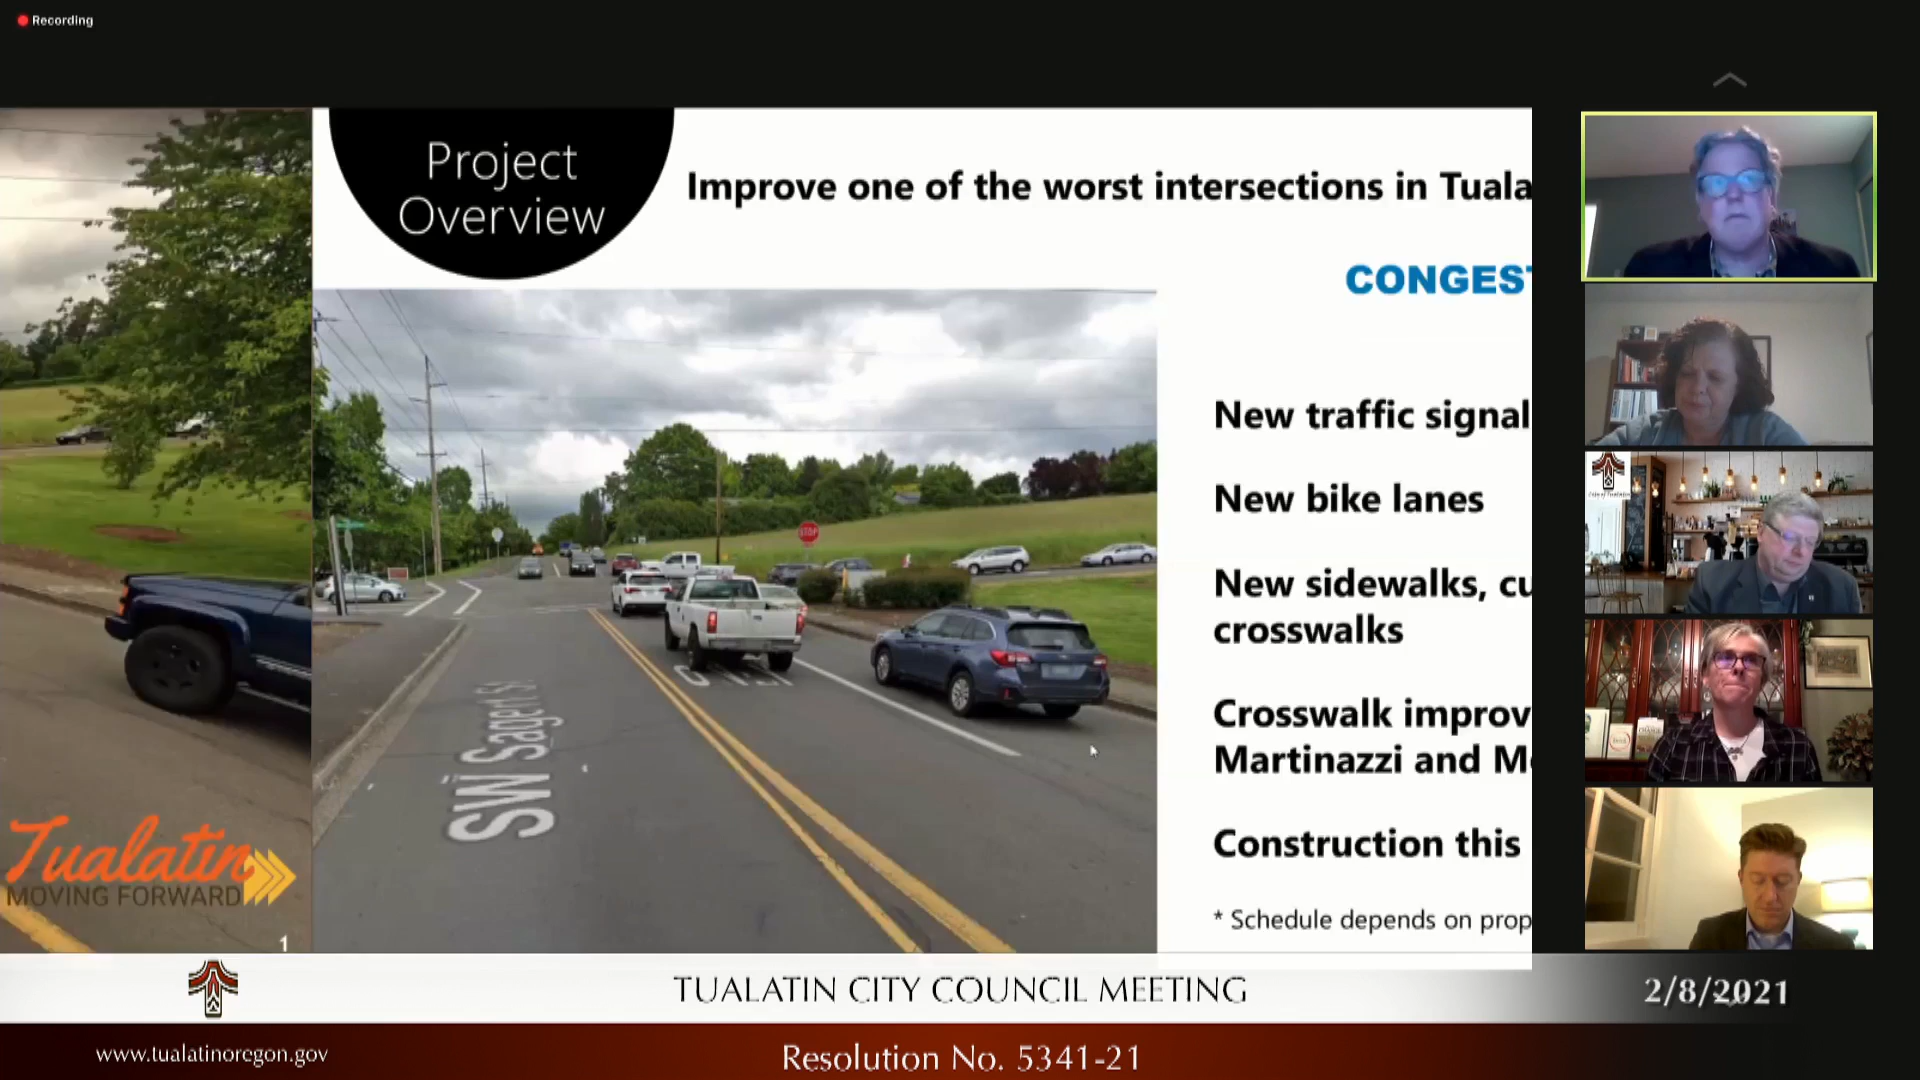 Recording
Project
Overview
Improve one of the worst intersections in Tuala
CONGEST
New traffic signal
New bike lanes
New sidewalks, cu
crosswalks
Crosswalk improv
Martinazzi and M
Construction this
* Schedule depends on prop
STOP
SW Sagert St
Tualatin
MOVING FORWARD
1
TUALATIN CITY COUNCIL MEETING
2/8/2021
www.tualatinoregon.gov
Resolution No. 5341-21